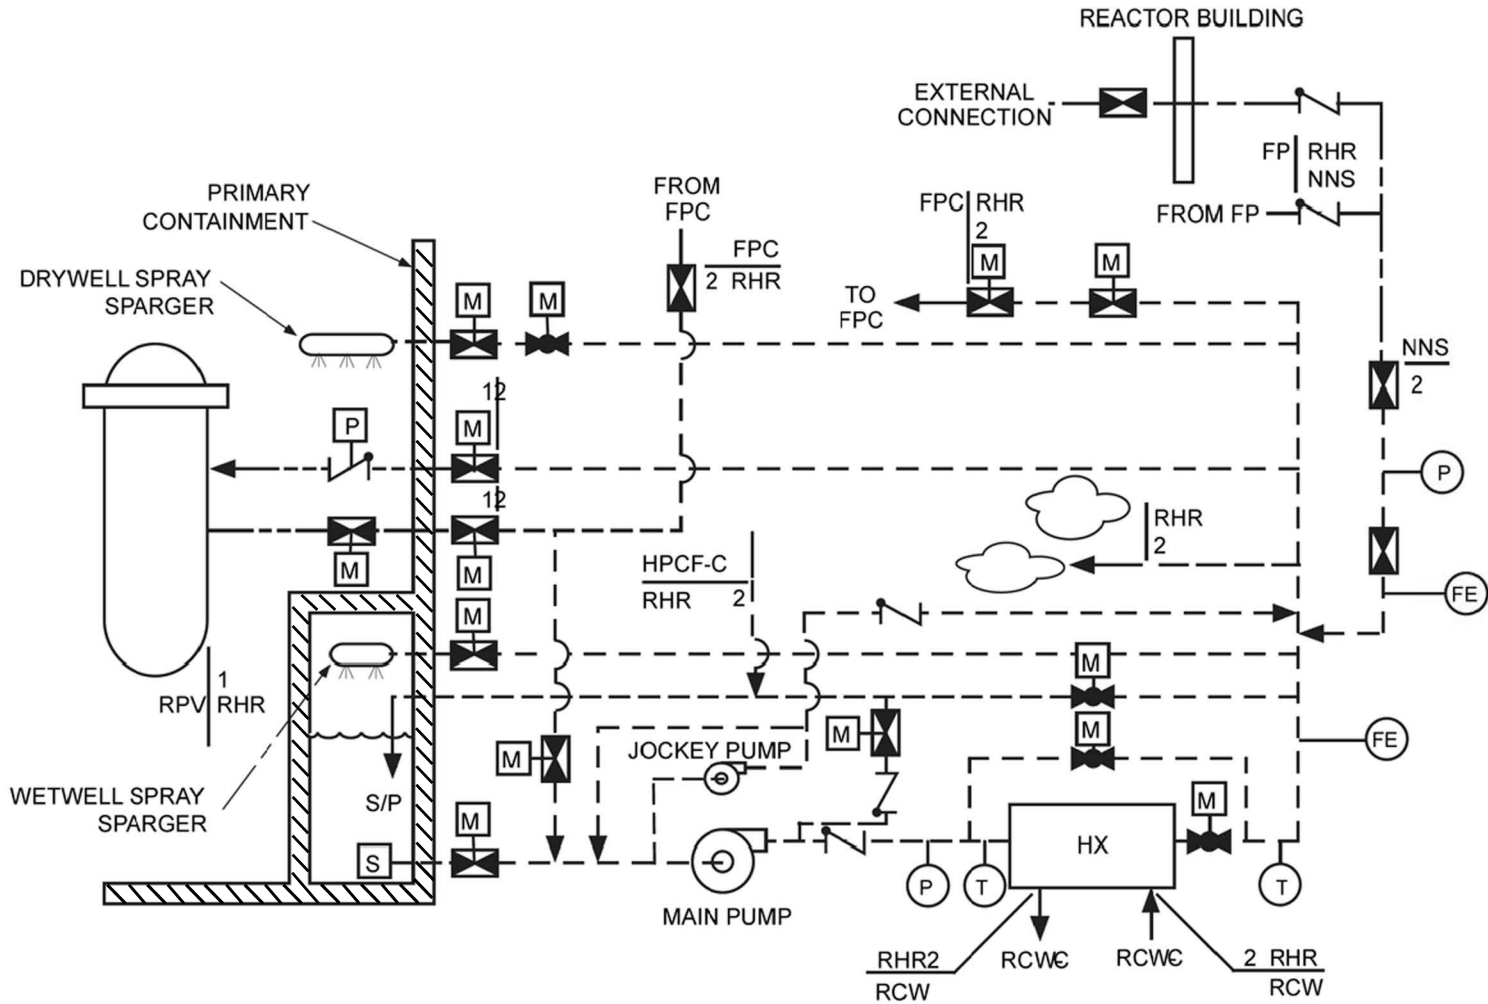 REACTOR BUILDING
EXTERNAL
CONNECTION
FP RHR
NNS
FROM FP
PRIMARY
CONTAINMENT
FROM
FPC
FPC RHR
2
FPC
2 RHR
DRYWELL SPRAY
SPARGER
M
M
M
M
TO
FPC
NNS
2
12
P
M
12
P
M
M
RHR
2
HPCF-C
RHR 2
FE
M
M
1
RPV RHR
M
M
M
FE
JOCKEY PUMP
WETWELL SPRAY
SPARGER
S/P
M
M
HX
S
P
T
T
MAIN PUMP
RHR2
RCW
RCWC
RCWC
2 RHR
RCW